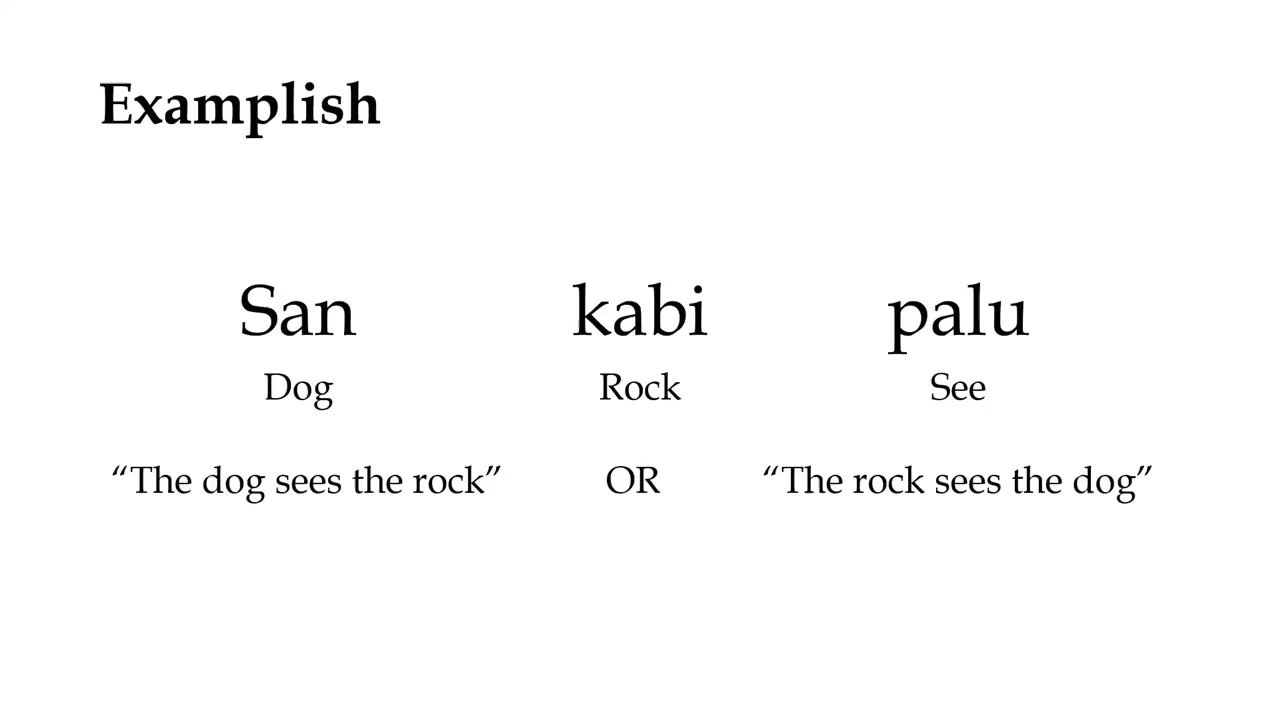 Examplish
San kabi palu
Dog Rock See
“The dog sees the rock” OR “The rock sees the dog”